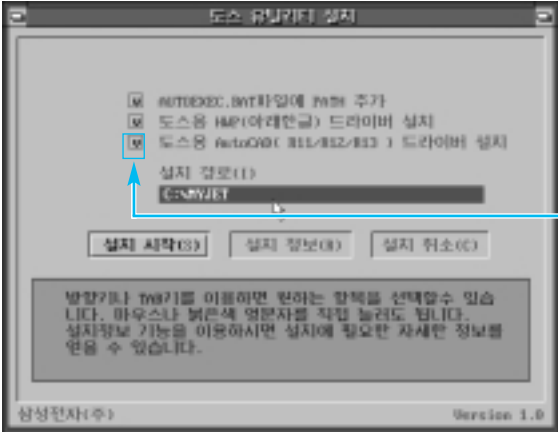 도스 유틸리티 설치
AUTOEXEC.BAT파일에 PATH 추가
도스용 HWP(아래한글) 드라이버 설치
도스용 AutoCAD( R11/R12/R13 ) 드라이버 설치
설치 경로(I)
C:\MYJET
설치 시작(S)
설치 정보(R)
설치 취소(C)
방향키나 TAB키를 이용하면 원하는 항목을 선택할수 있습
니다. 마우스나 붉은색 영문자를 직접 눌러도 됩니다.
설치정보 기능을 이용하시면 설치에 필요한 자세한 정보를
얻을 수 있습니다.
삼성전자(주)
Version 1.0